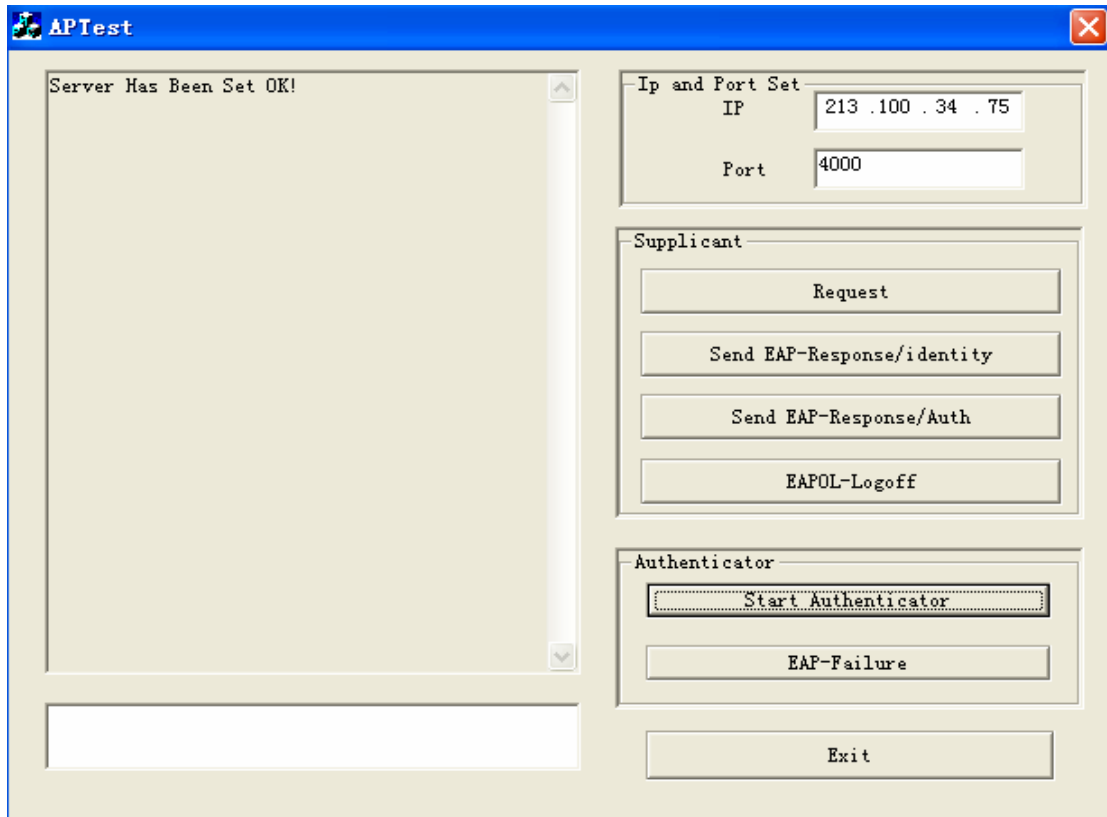 APTest
Server Has Been Set OK!
Ip and Port Set
IP
213 .100 . 34 . 75
Port
4000
Supplicant
Request
Send EAP-Response/identity
Send EAP-Response/Auth
EAPOL-Logoff
Authenticator
Start Authenticator
EAP-Failure
Exit